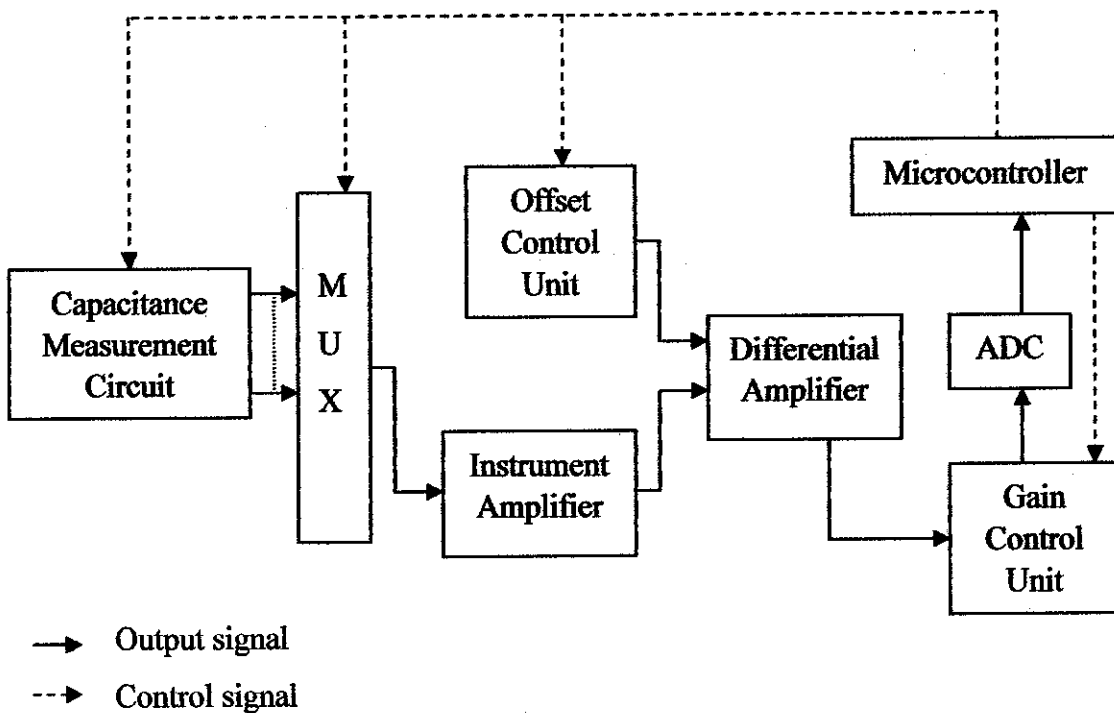 Microcontroller
Offset
Control
Unit
M
U
X
Capacitance
Measurement
Circuit
Differential
Amplifier
ADC
Instrument
Amplifier
Gain
Control
Unit
Output signal
Control signal